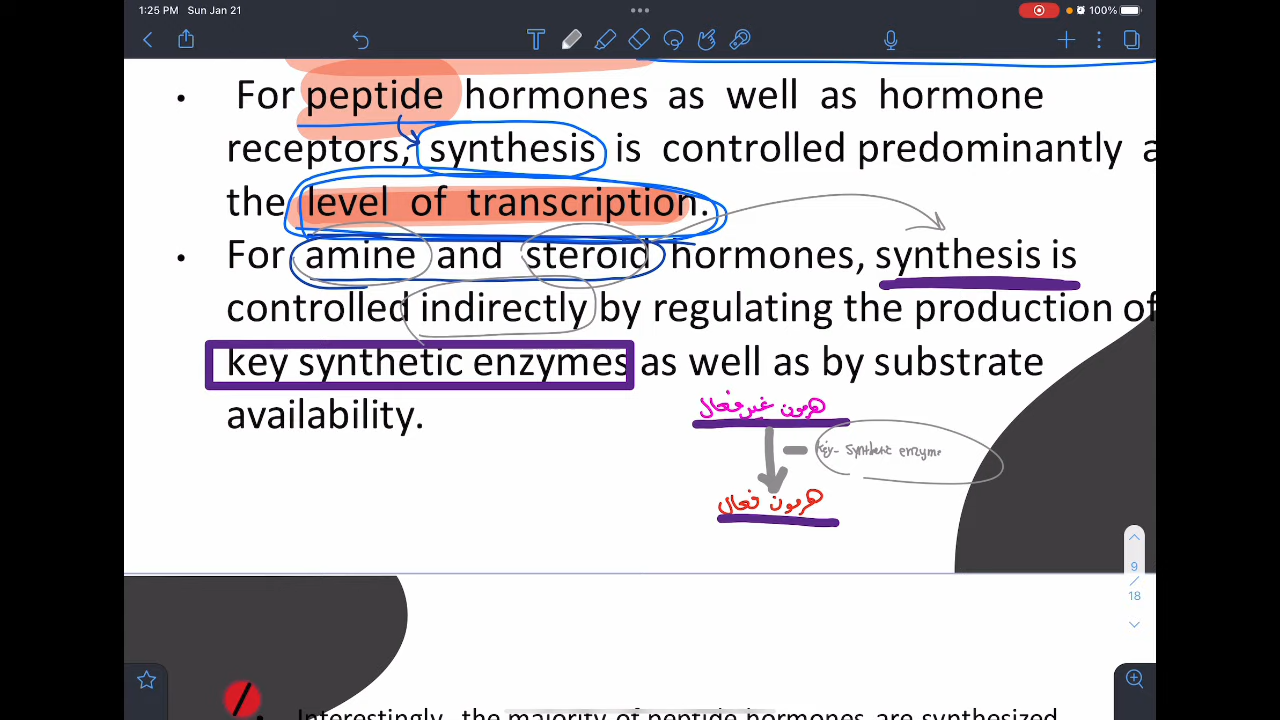 1:25 PM Sun Jan 21
100%
• For peptide hormones as well as hormone
receptors, synthesis is controlled predominantly a
the level of transcription.
• For amine and steroid hormones, synthesis is
controlled indirectly by regulating the production of
key synthetic enzymes as well as by substrate
availability.
هرمون غير فعال
key- synthetic enzyme
هرمون فعال
9
/
18
• Interestingly, the majority of peptide hormones are synthesized